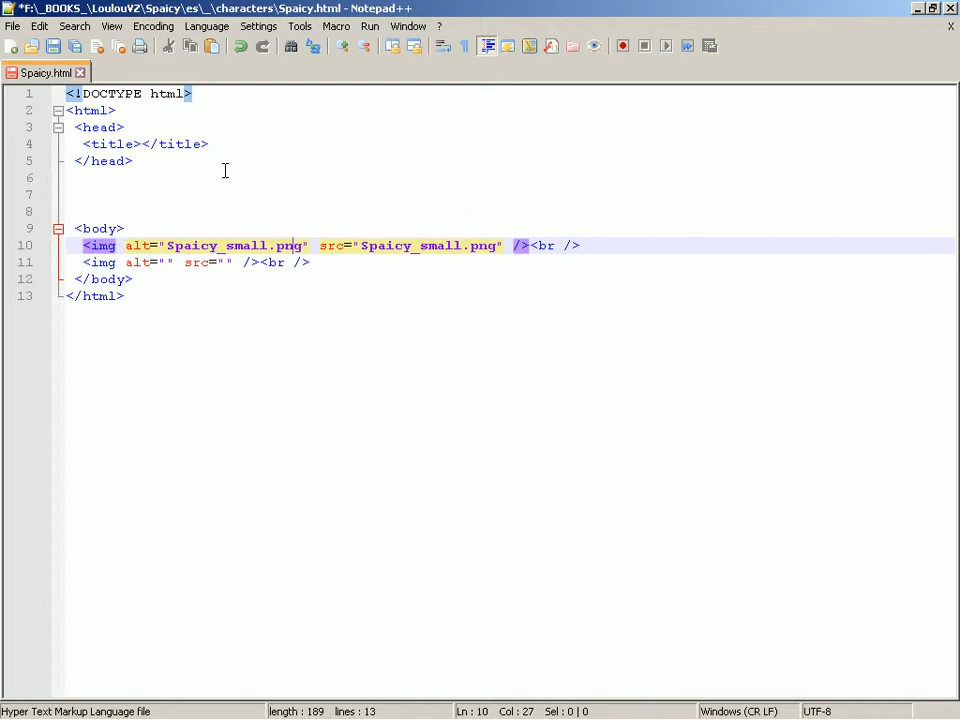 *F:\_BOOKS_\LoulouVZ\Spaicy\es\_\characters\Spaicy.html - Notepad++
File Edit Search View Encoding Language Settings Tools Macro Run Window ? X
Spaicy.html
1 <!DOCTYPE html>
2 <html>
3 <head>
4 <title></title>
5 </head>
6
7
8
9 <body>
10 <img alt="Spaicy_small.png" src="Spaicy_small.png" /><br />
11 <img alt="" src="" /><br />
12 </body>
13 </html>
Hyper Text Markup Language file length : 189 lines : 13 Ln : 10 Col : 27 Sel : 0 | 0 Windows (CR LF) UTF-8